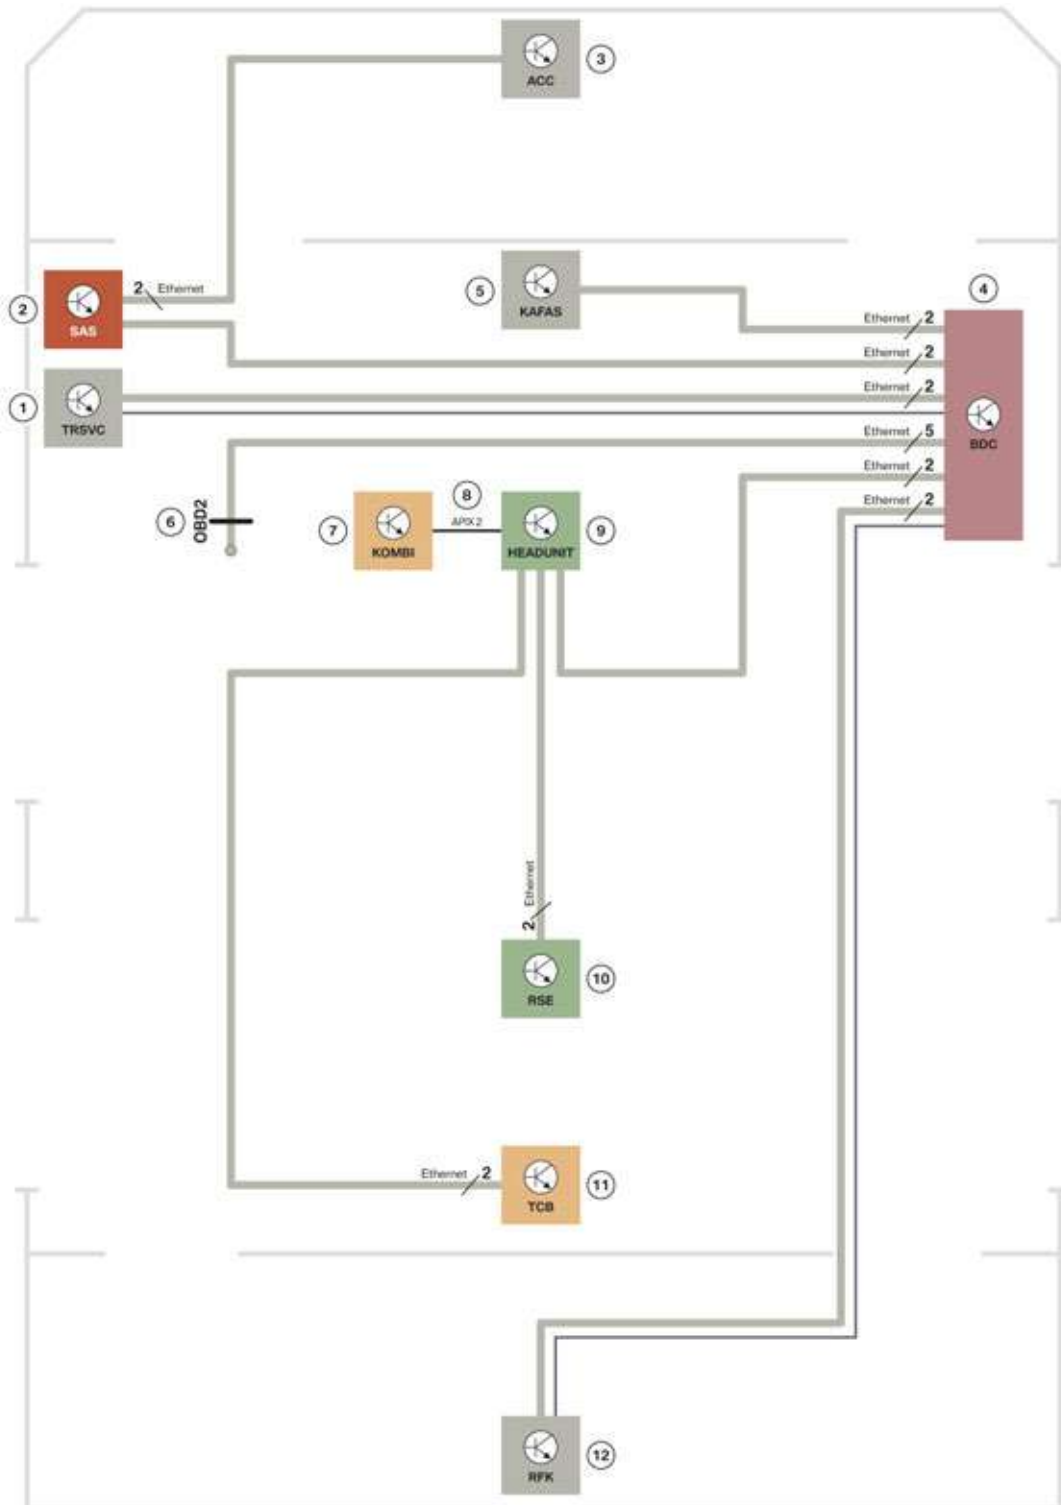 3
ACC
2 Ethernet
2
SAS
5
KAFAS
4
Ethernet 2
Ethernet 2
Ethernet 2
1
TRSVC
Ethernet 5
BDC
Ethernet 2
Ethernet 2
6
OBD2
7
KOMBI
8
APIX 2
9
HEADUNIT
2 Ethernet
10
RSE
Ethernet 2
11
TCB
12
RFK